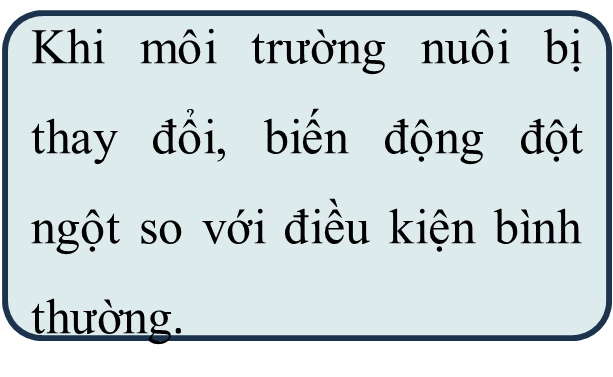 Khi môi trường nuôi bị
thay đổi, biến động đột
ngột so với điều kiện bình
thường.